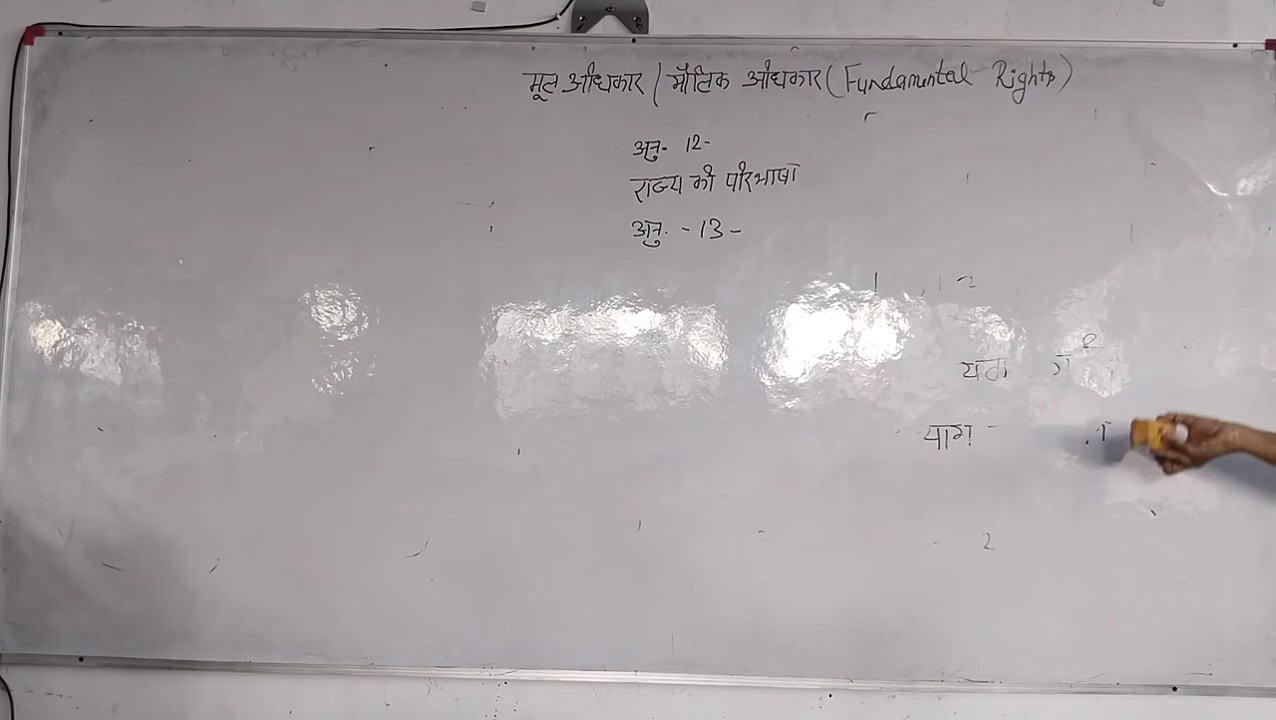 मूल अधिकार / मौलिक अधिकार ( Fundamental Rights )
अनु. 12-
राज्य की परिभाषा
अनु. - 13 -